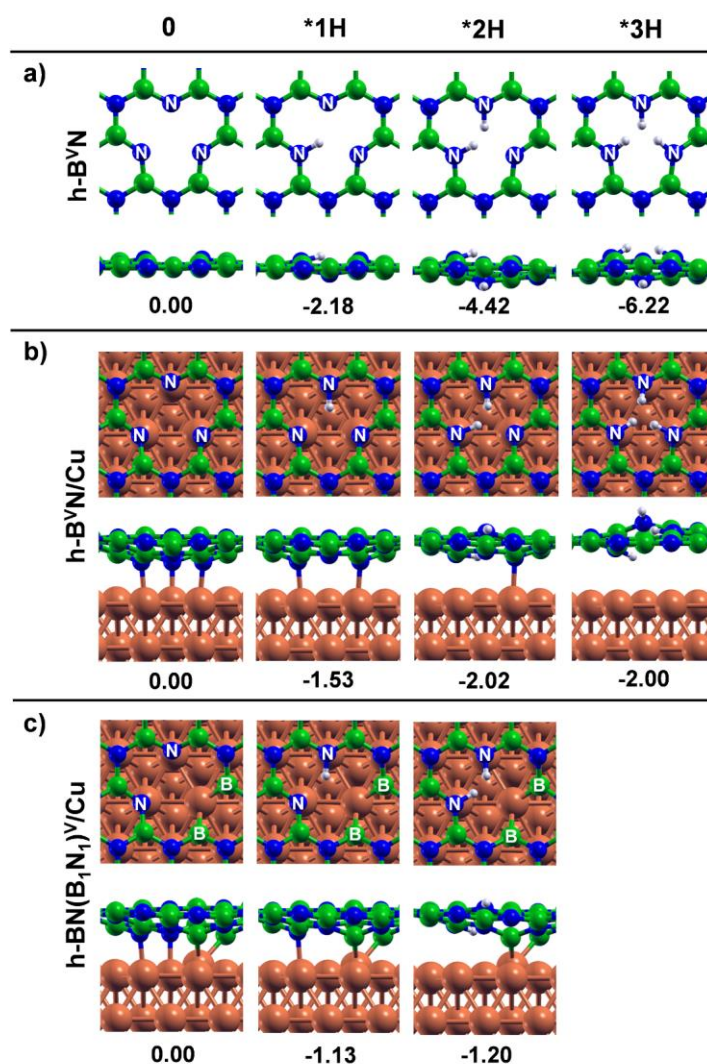 0 *1H *2H *3H
a)
h-BⱽN
N N N N
N N N N N N N N
0.00 -2.18 -4.42 -6.22
b)
h-BⱽN/Cu
N N N N
N N N N N N N N
0.00 -1.53 -2.02 -2.00
c)
h-BN(B₁N₁)ⱽ/Cu
N N N
B B B
N N N
B B B
0.00 -1.13 -1.20